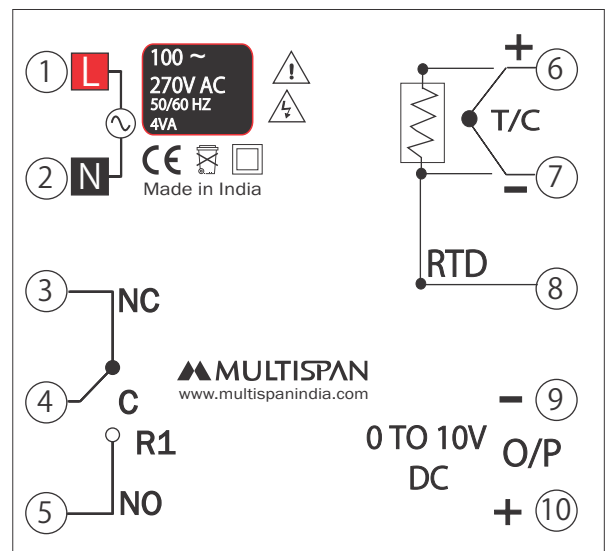 1 L
100 ~
270V AC
50/60 HZ
4VA
2 N
CE
Made in India
+ 6
T/C
- 7
RTD
8
3 NC
4 C
R1
5 NO
MULTISPAN
www.multispanindia.com
- 9
0 TO 10V
DC
O/P
+ 10